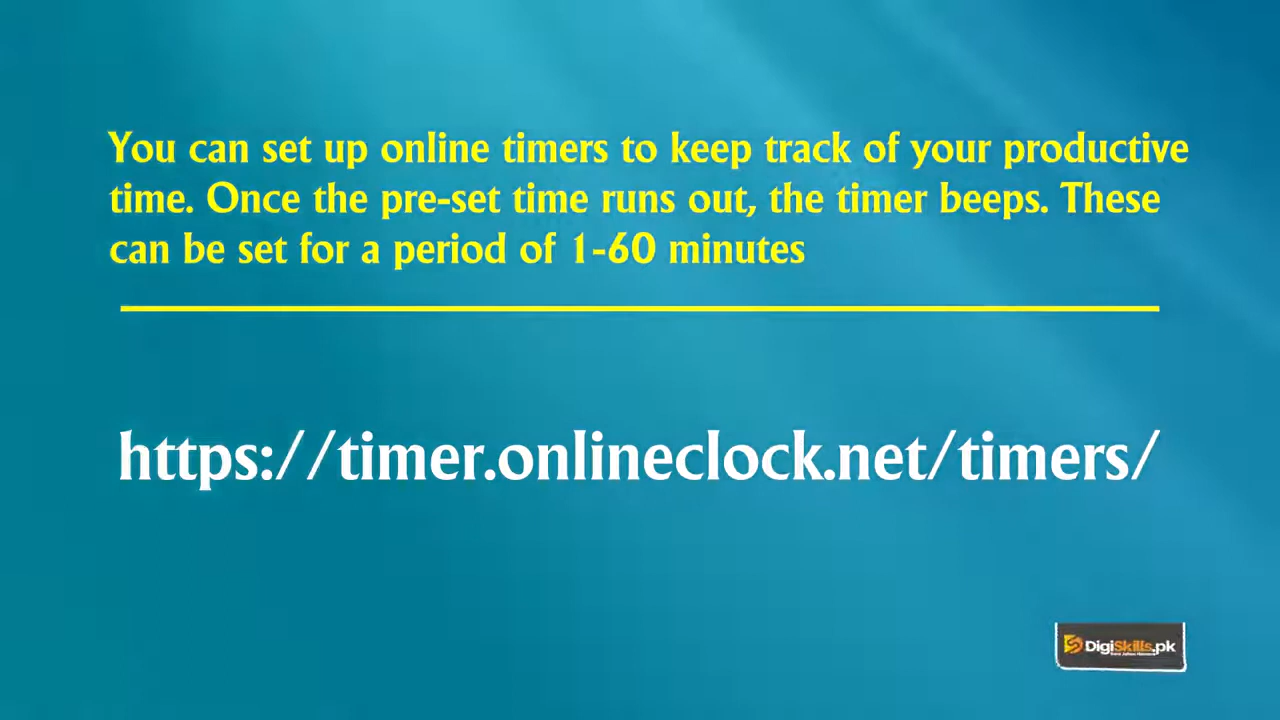 You can set up online timers to keep track of your productive
time. Once the pre-set time runs out, the timer beeps. These
can be set for a period of 1-60 minutes
https://timer.onlineclock.net/timers/
DigiSkills.pk